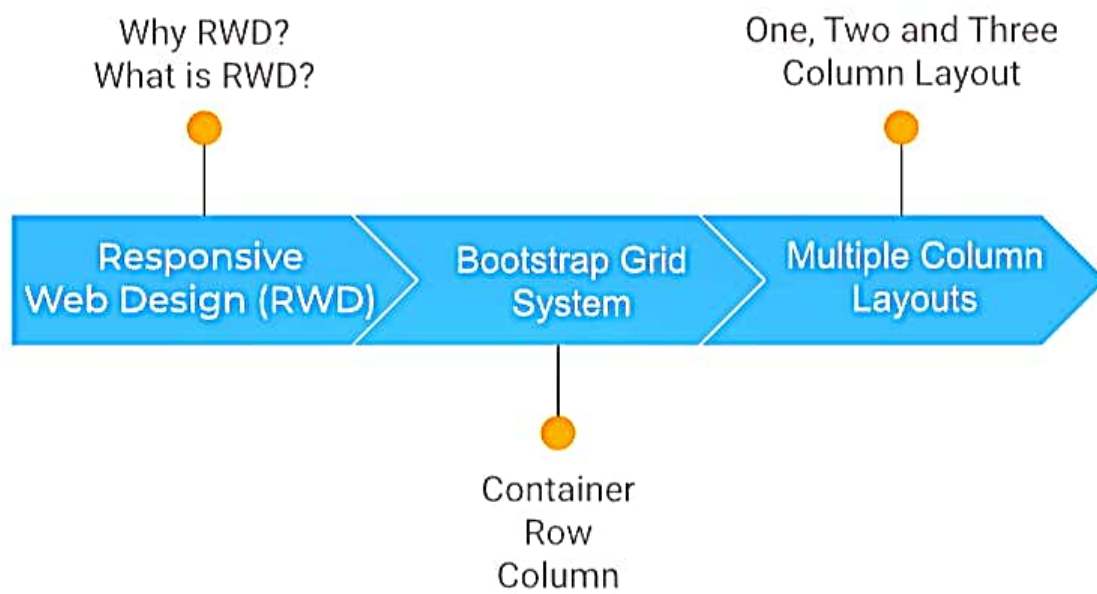 Why RWD?
What is RWD?
One, Two and Three
Column Layout
Responsive
Web Design (RWD)
Bootstrap Grid
System
Multiple Column
Layouts
Container
Row
Column